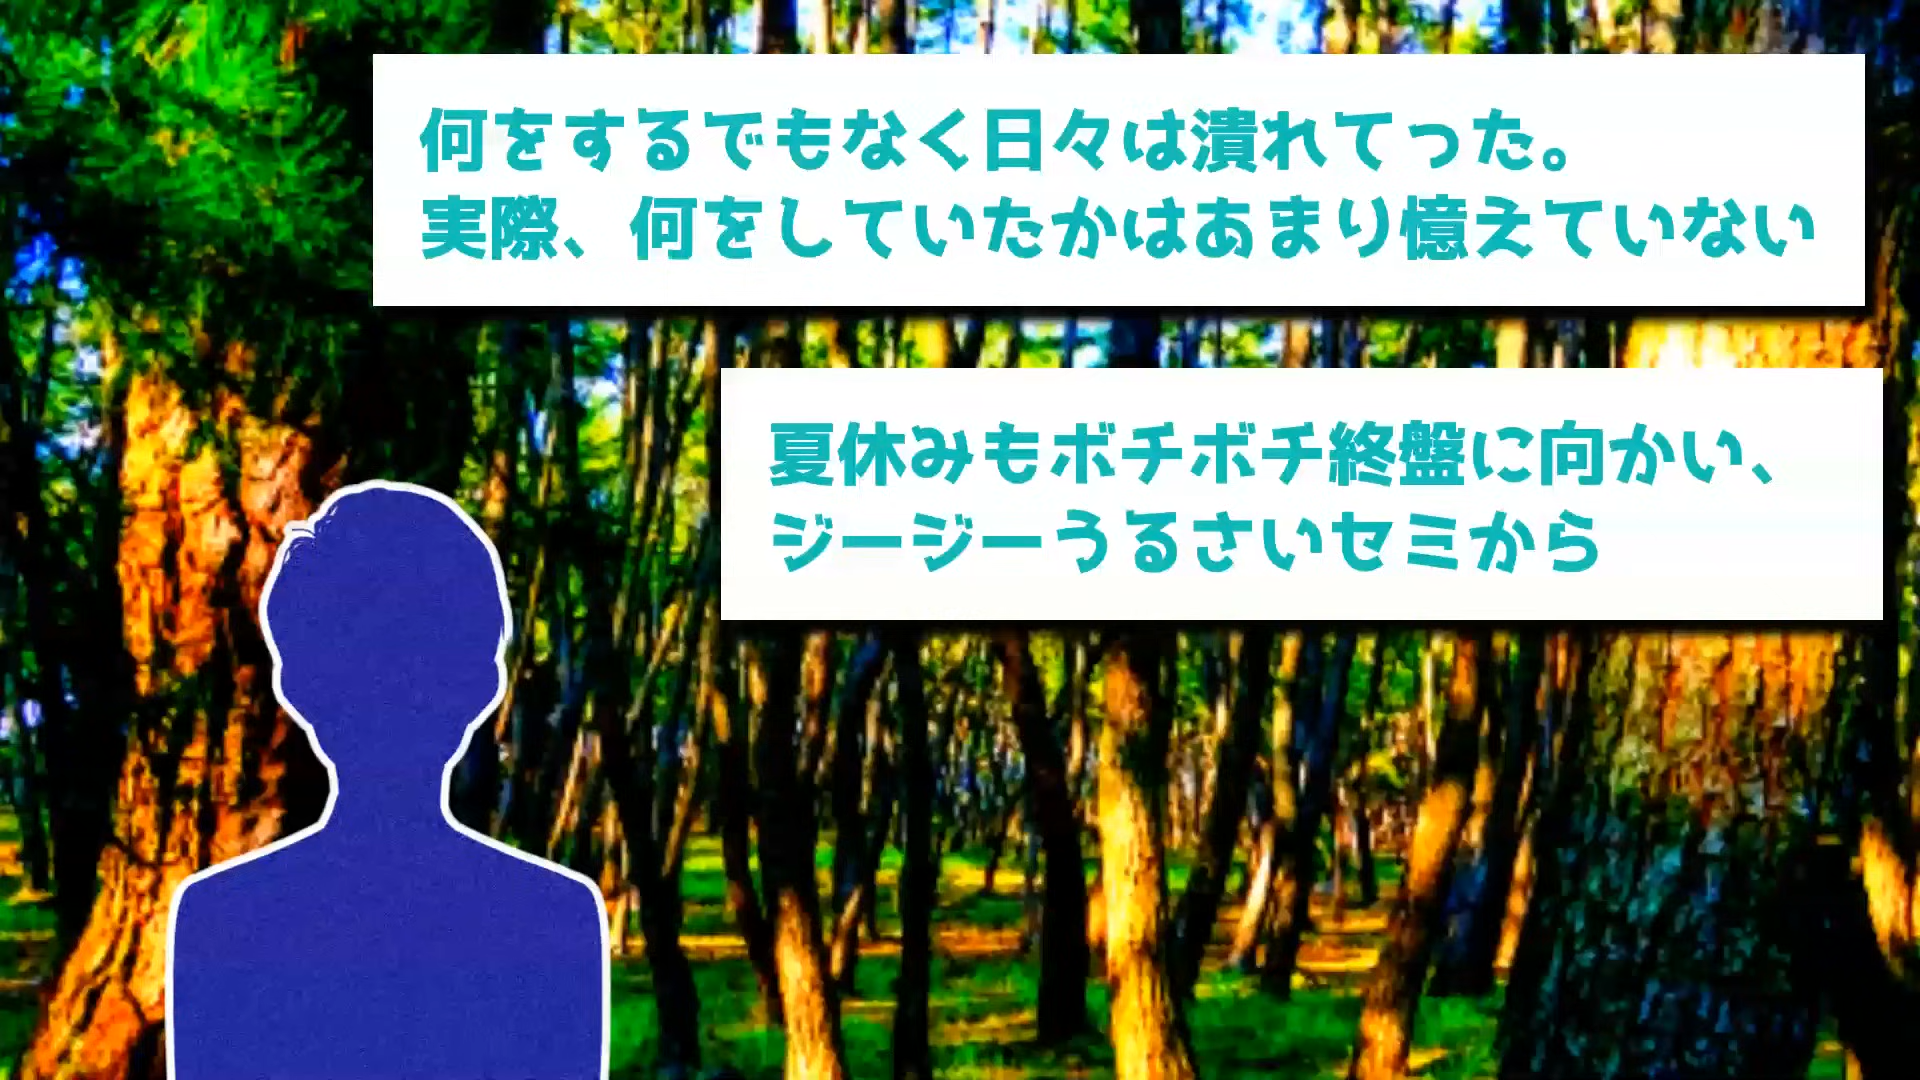 何をするでもなく日々は潰れてった。
実際、何をしていたかはあまり憶えていない
夏休みもボチボチ終盤に向かい、
ジージーうるさいセミから